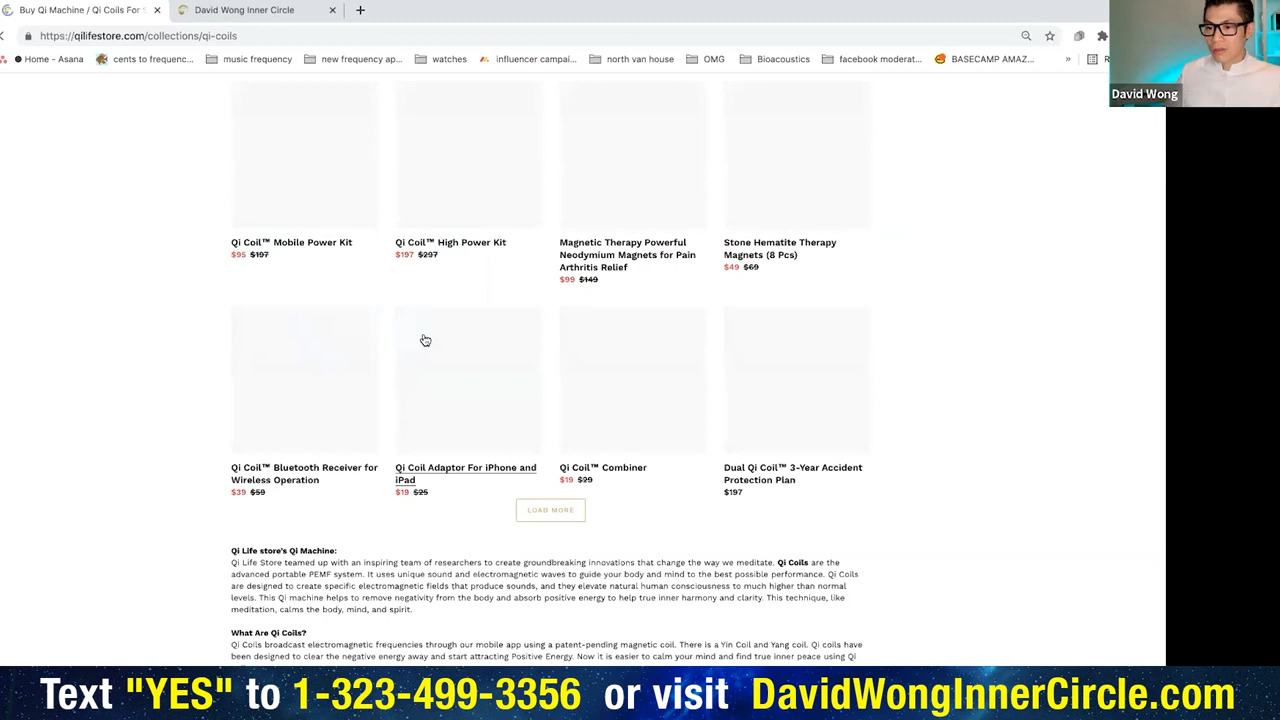 Buy Qi Machine / Qi Coils For
David Wong Inner Circle
https://qilifestore.com/collections/qi-coils
Home - Asana
cents to frequenc...
music frequency
new frequency ap...
watches
influencer campai...
north van house
OMG
Bioacoustics
facebook moderat...
BASECAMP AMAZ...
David Wong
Qi Coil™ Mobile Power Kit
$95 $197
Qi Coil™ High Power Kit
$197 $297
Magnetic Therapy Powerful
Neodymium Magnets for Pain
Arthritis Relief
$99 $149
Stone Hematite Therapy
Magnets (8 Pcs)
$49 $69
Qi Coil™ Bluetooth Receiver for
Wireless Operation
$39 $59
Qi Coil Adaptor For iPhone and
iPad
$19 $25
Qi Coil™ Combiner
$19 $29
Dual Qi Coil™ 3-Year Accident
Protection Plan
$197
LOAD MORE
Qi Life store's Qi Machine:
Qi Life Store teamed up with an inspiring team of researchers to create groundbreaking innovations that change the way we meditate. Qi Coils are the
advanced portable PEMF system. It uses unique sound and electromagnetic waves to guide your body and mind to the best possible performance. Qi Coils
are designed to create specific electromagnetic fields that produce sounds, and they elevate natural human consciousness to much higher than normal
levels. This Qi machine helps to remove negativity from the body and absorb positive energy to help true inner harmony and clarity. This technique, like
meditation, calms the body, mind, and spirit.
What Are Qi Coils?
Qi Coils broadcast electromagnetic frequencies through our mobile app using a patent-pending magnetic coil. There is a Yin Coil and Yang coil. Qi coils have
been designed to clear the negative energy away and start attracting Positive Energy. Now it is easier to calm your mind and find true inner peace using Qi
Text "YES" to 1-323-499-3356 or visit DavidWongInnerCircle.com